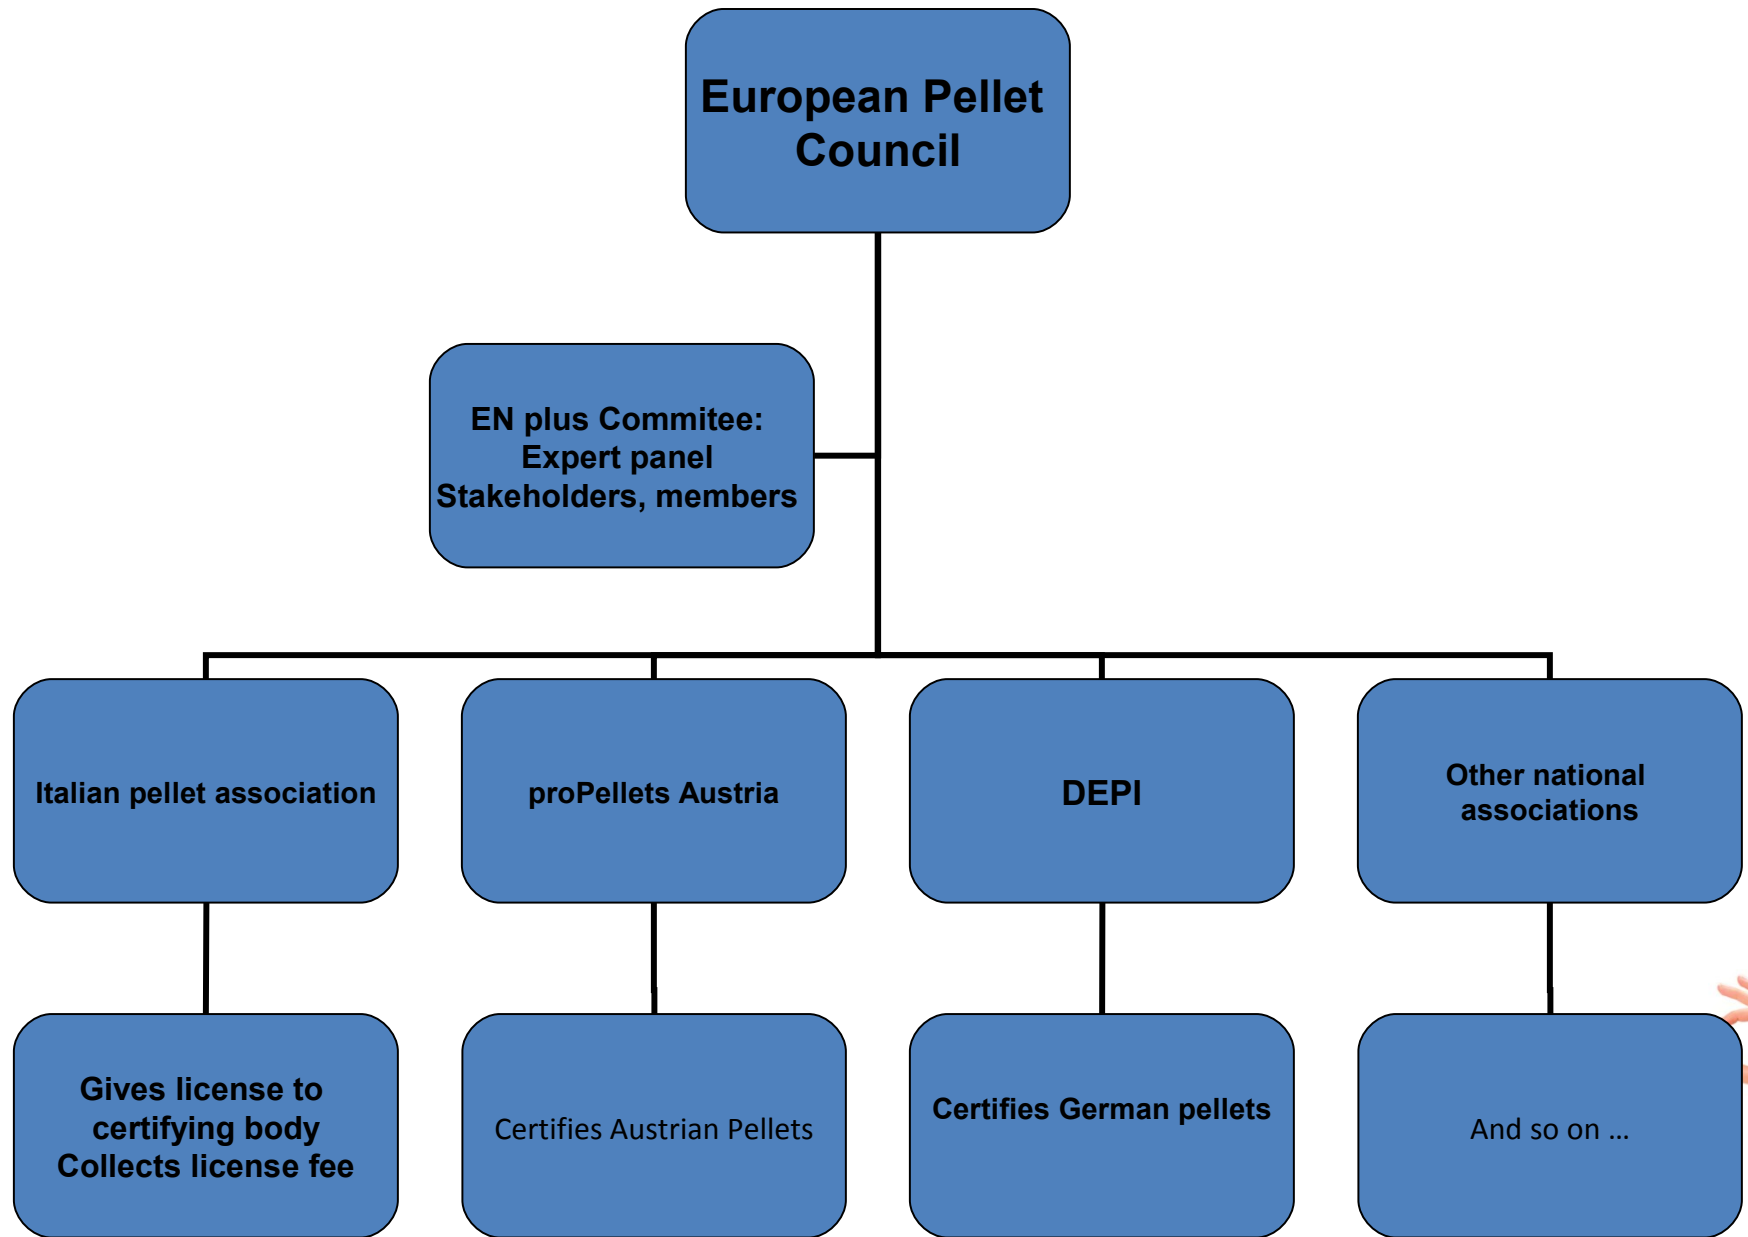 European Pellet
Council
EN plus Commitee:
Expert panel
Stakeholders, members
Italian pellet association
proPellets Austria
DEPI
Other national
associations
Gives license to
certifying body
Collects license fee
Certifies Austrian Pellets
Certifies German pellets
And so on ...